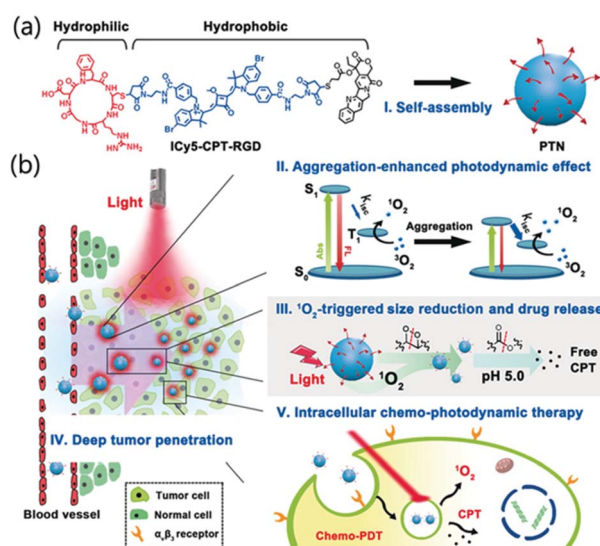 (a)
Hydrophilic
Hydrophobic
ICy5-CPT-RGD
I. Self-assembly
PTN
(b)
Light
II. Aggregation-enhanced photodynamic effect
S₁
Kisc
¹O₂
T₁
Abs
FL
³O₂
S₀
Aggregation
Kisc
¹O₂
³O₂
III. ¹O₂-triggered size reduction and drug release
Light
¹O₂
pH 5.0
Free
CPT
IV. Deep tumor penetration
Blood vessel
Tumor cell
Normal cell
αᵥβ₃ receptor
V. Intracellular chemo-photodynamic therapy
¹O₂
CPT
Chemo-PDT